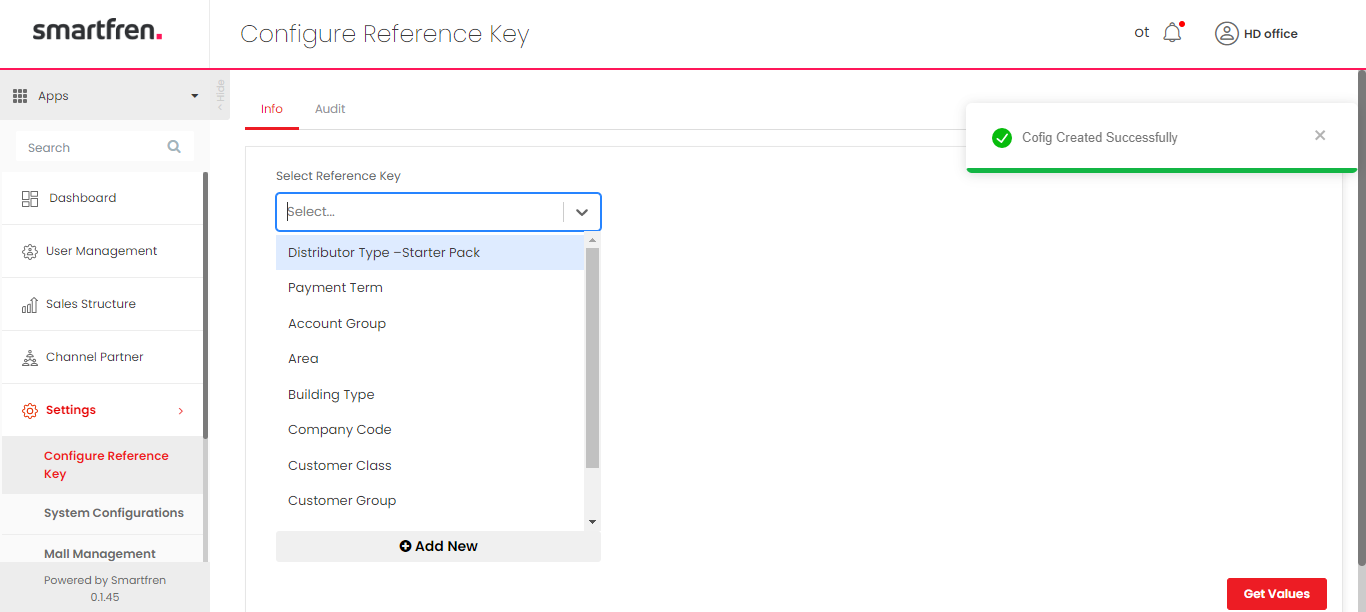 smartfren.
Configure Reference Key
ot
HD office
Apps
Hide
Info
Audit
Cofig Created Successfully
Search
Select Reference Key
Select...
Dashboard
User Management
Sales Structure
Channel Partner
Settings
Configure Reference
Key
System Configurations
Mall Management
Powered by Smartfren
0.1.45
Distributor Type –Starter Pack
Payment Term
Account Group
Area
Building Type
Company Code
Customer Class
Customer Group
Add New
Get Values